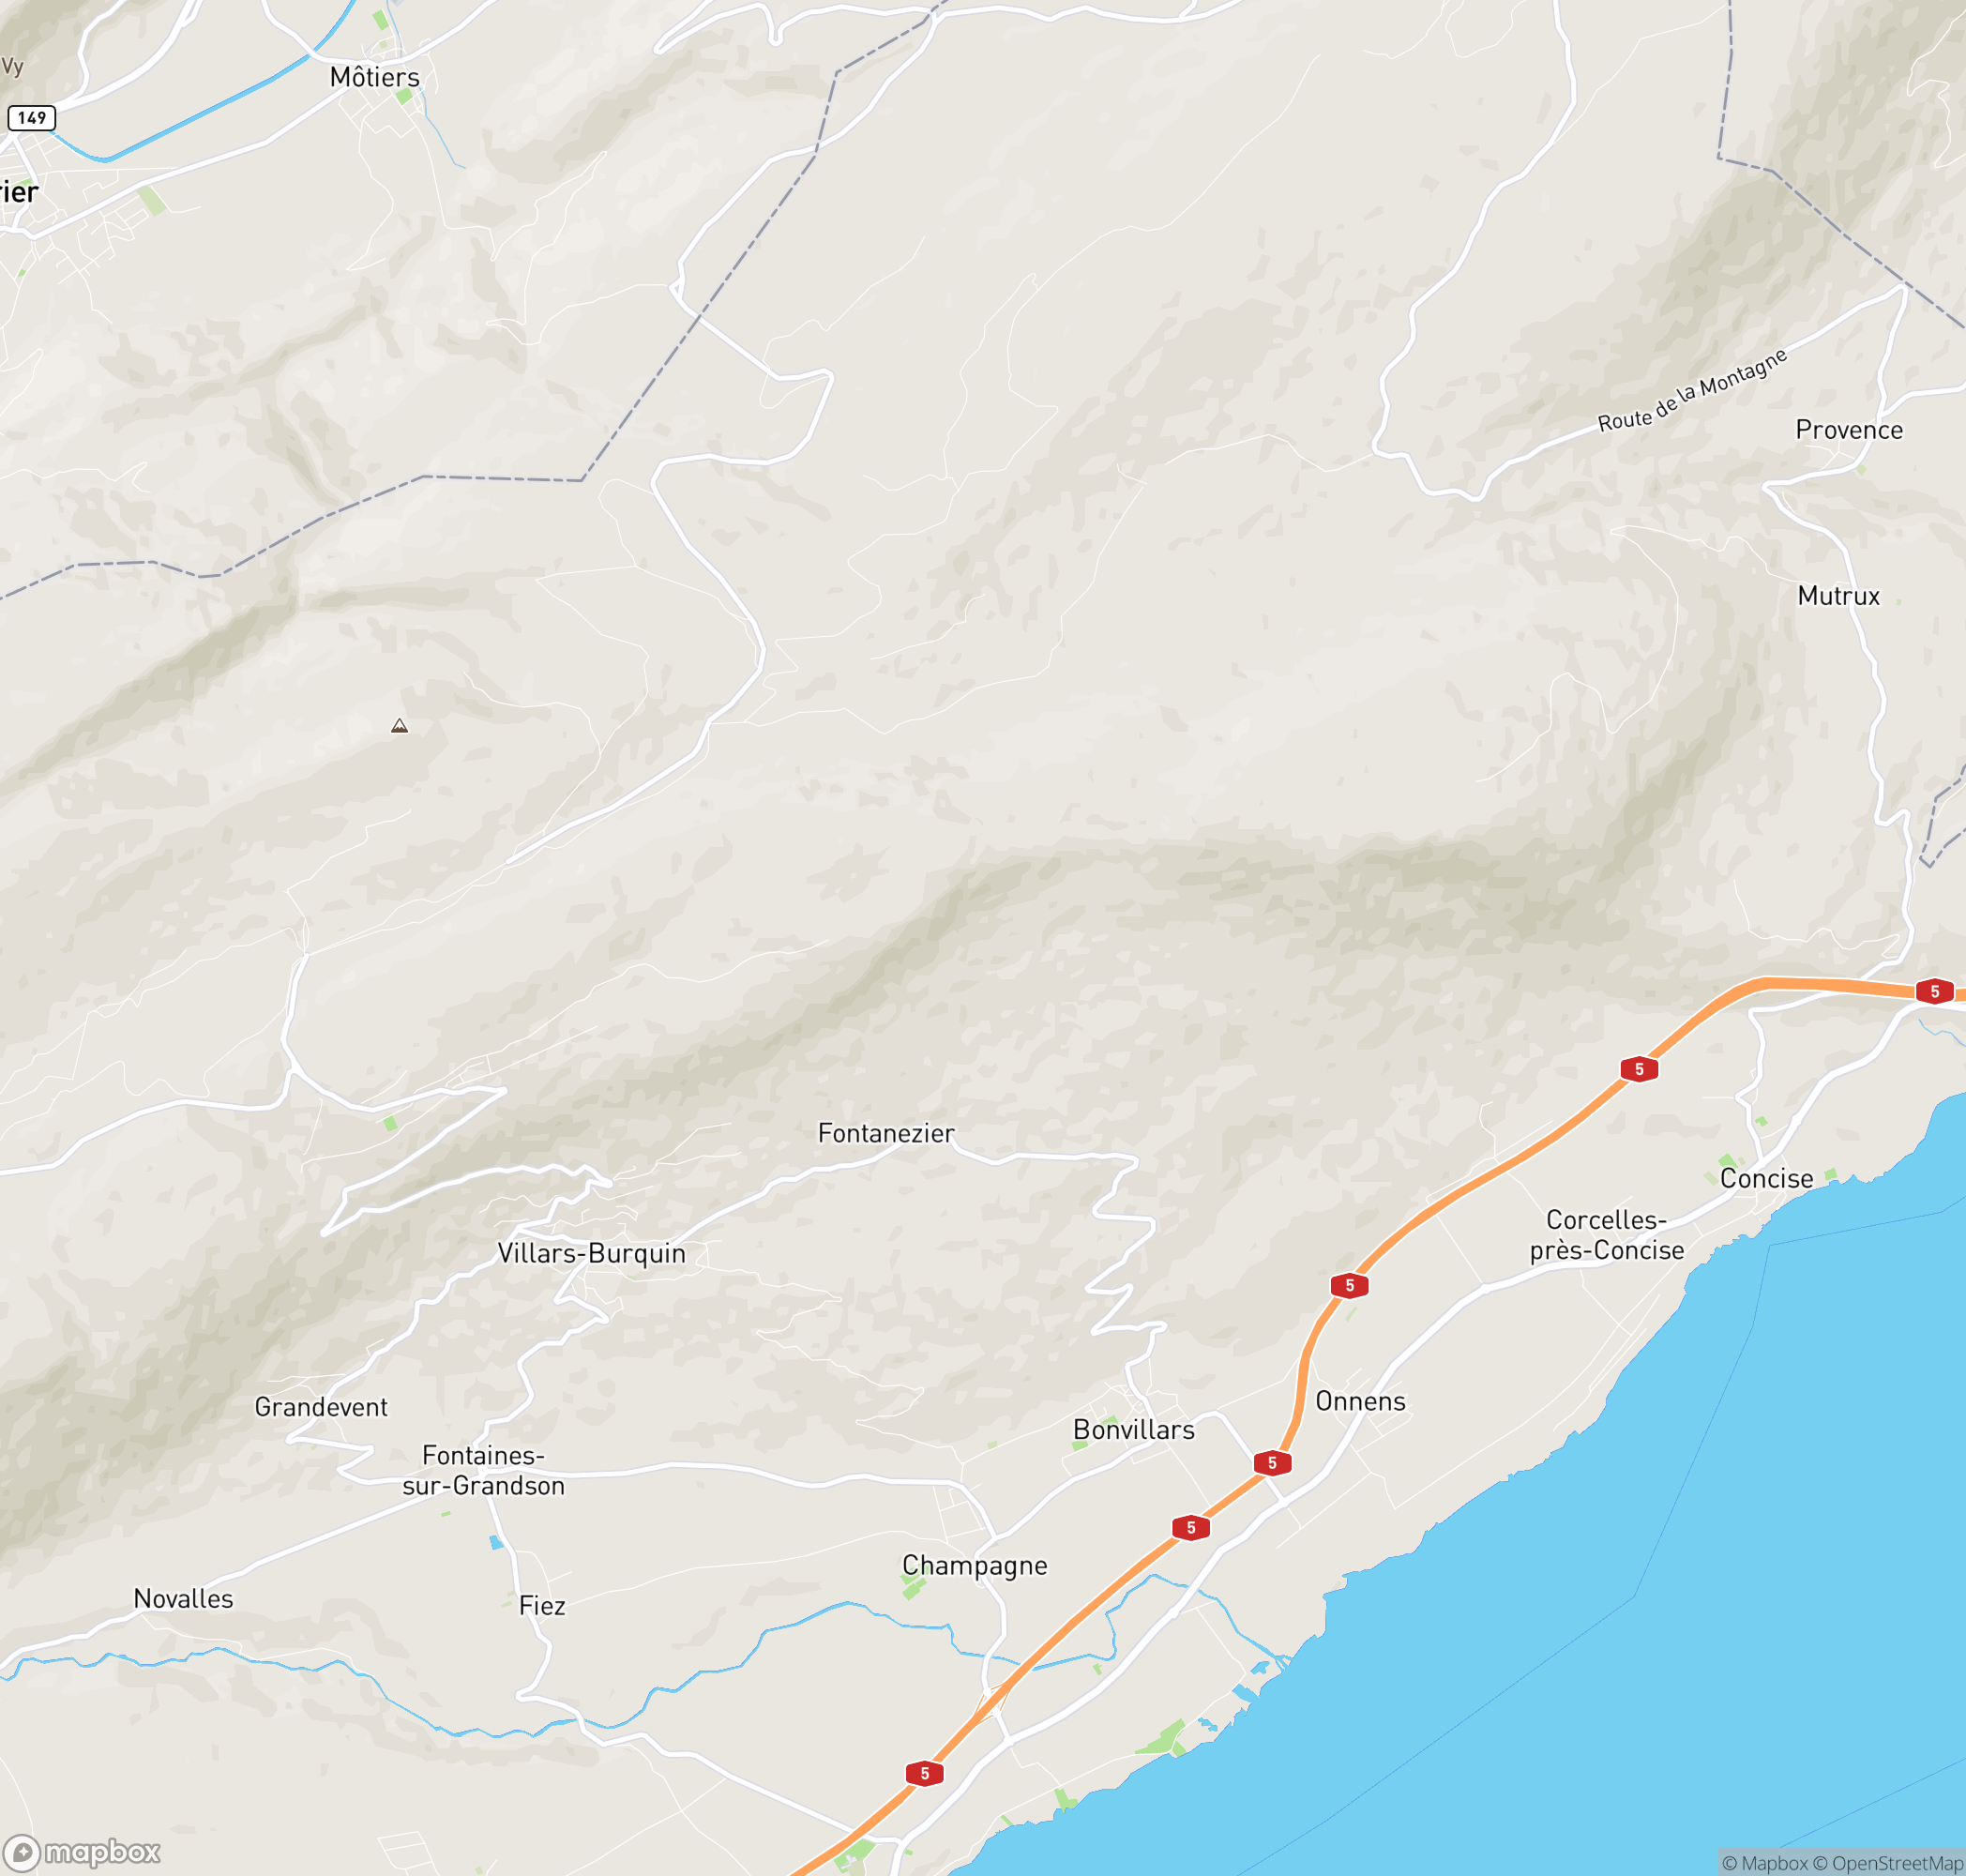 Vy
Môtiers
149
rier
Route de la Montagne
Provence
Mutrux
5
5
Fontanezier
Concise
Corcelles-
près-Concise
Villars-Burquin
5
Onnens
Grandevent
Bonvillars
Fontaines-
sur-Grandson
5
5
Champagne
Novalles
Fiez
5
mapbox
© Mapbox © OpenStreetMap